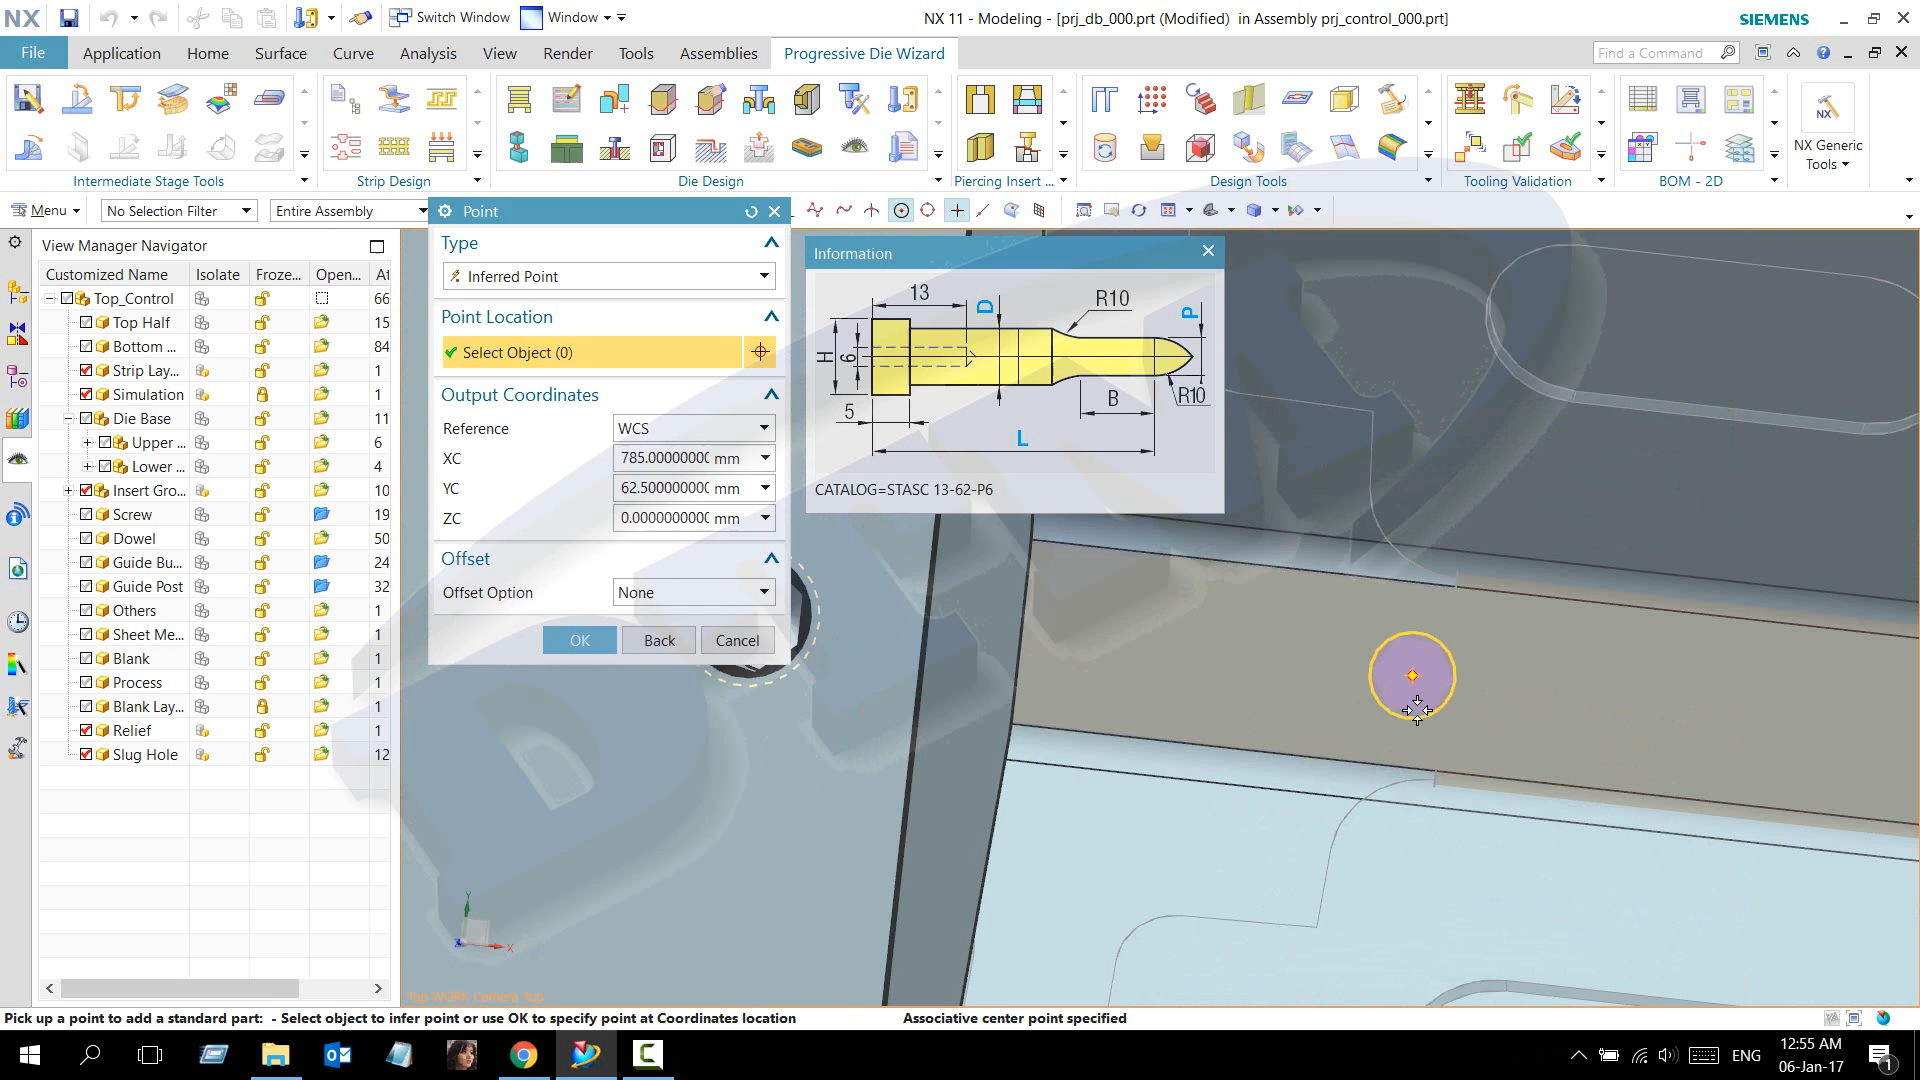 NX
Switch Window
Window
NX 11 - Modeling - [prj_db_000.prt (Modified) in Assembly prj_control_000.prt]
SIEMENS
File
Application
Home
Surface
Curve
Analysis
View
Render
Tools
Assemblies
Progressive Die Wizard
Find a Command
NX
NX Generic
Tools
Intermediate Stage Tools
Strip Design
Die Design
Piercing Insert ...
Design Tools
Tooling Validation
BOM - 2D
Menu
No Selection Filter
Entire Assembly
View Manager Navigator
Customized Name Isolate Froze... Open... At
Top_Control 66
Top Half 15
Bottom ... 84
Strip Lay... 1
Simulation 1
Die Base 11
Upper ... 6
Lower ... 4
Insert Gro... 10
Screw 19
Dowel 50
Guide Bu... 24
Guide Post 32
Others 1
Sheet Me... 1
Blank 1
Process 1
Blank Lay... 1
Relief 1
Slug Hole 12
Point
Type
Inferred Point
Point Location
Select Object (0)
Output Coordinates
Reference WCS
XC 785.00000000 mm
YC 62.500000000 mm
ZC 0.0000000000 mm
Offset
Offset Option None
OK Back Cancel
Information
13
D
R10
P
H
6
5
B
R10
L
CATALOG=STASC 13-62-P6
Y
X
Z
Top WORK Camera Top
Pick up a point to add a standard part: - Select object to infer point or use OK to specify point at Coordinates location
Associative center point specified
ENG
12:55 AM
06-Jan-17
1